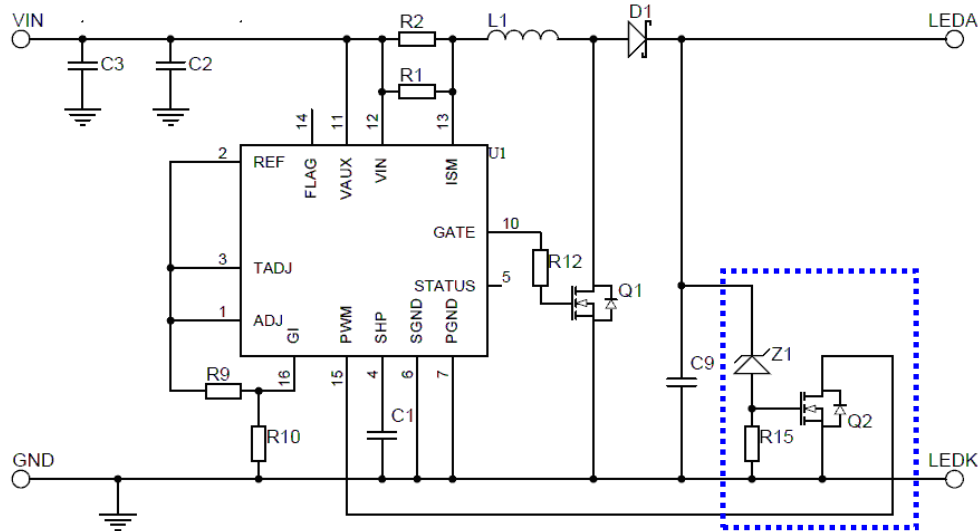 VIN
R2
L1
D1
LEDA
C3
C2
R1
14
11
12
13
U1
2
REF
FLAG
VAUX
VIN
ISM
GATE
10
R12
3
TADJ
STATUS
5
Q1
1
ADJ
GI
PWM
SHP
SGND
PGND
C9
Z1
R9
16
15
4
6
7
R10
C1
R15
Q2
GND
LEDK